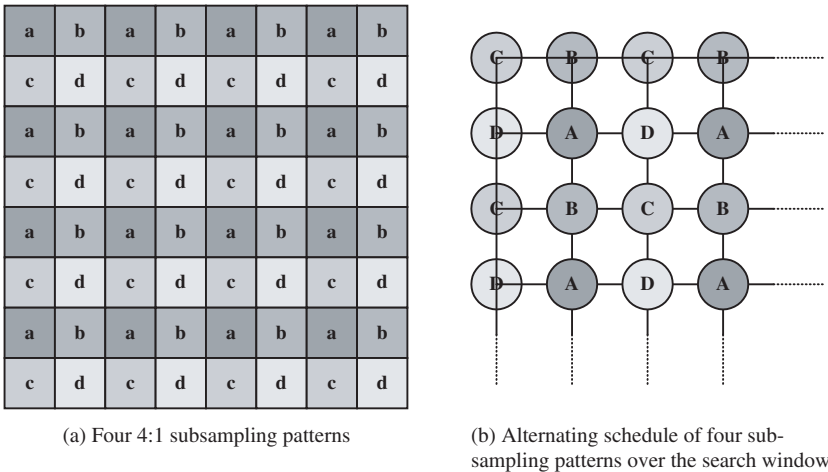 a b a b a b a b
c d c d c d c d
a b a b a b a b
c d c d c d c d
a b a b a b a b
c d c d c d c d
a b a b a b a b
c d c d c d c d
(a) Four 4:1 subsampling patterns
C B C B
D A D A
C B C B
D A D A
(b) Alternating schedule of four sub-
sampling patterns over the search window